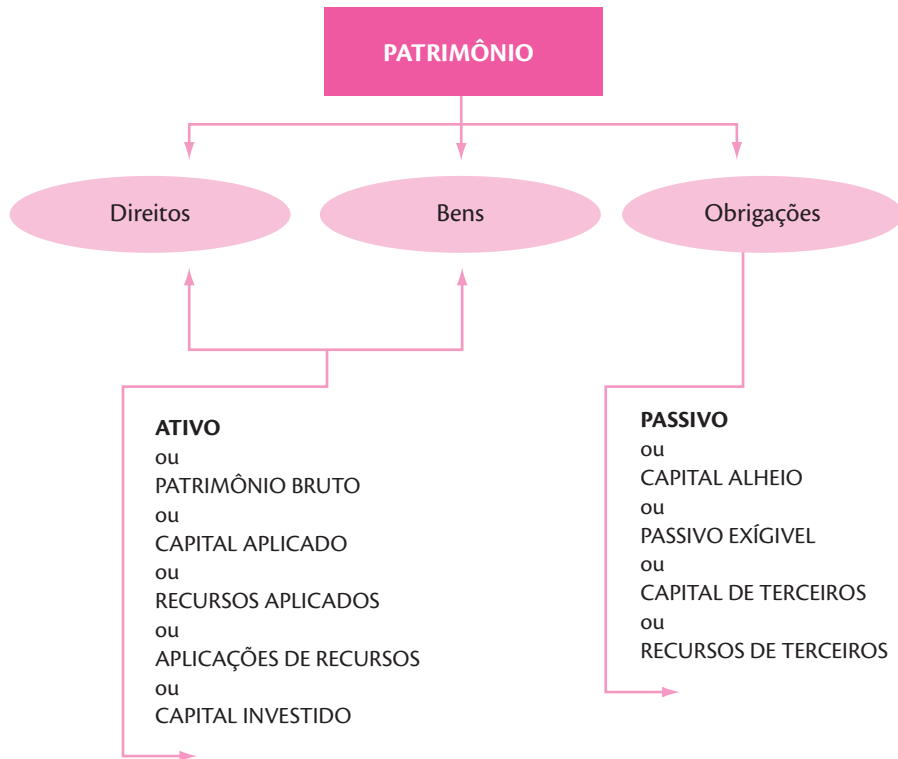 PATRIMÔNIO
Direitos
Bens
Obrigações
ATIVO
ou
PATRIMÔNIO BRUTO
ou
CAPITAL APLICADO
ou
RECURSOS APLICADOS
ou
APLICAÇÕES DE RECURSOS
ou
CAPITAL INVESTIDO
PASSIVO
ou
CAPITAL ALHEIO
ou
PASSIVO EXÍGIVEL
ou
CAPITAL DE TERCEIROS
ou
RECURSOS DE TERCEIROS